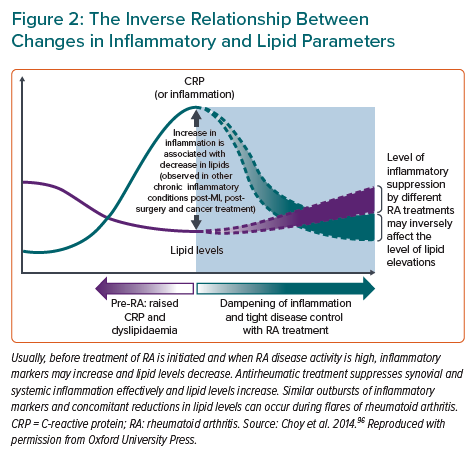 Figure 2: The Inverse Relationship Between
Changes in Inflammatory and Lipid Parameters
CRP
(or inflammation)
Increase in
inflammation is
associated with
decrease in lipids
(observed in other
chronic inflammatory
conditions post-MI, post-
surgery and cancer treatment)
Lipid levels
Level of
inflammatory
suppression
by different
RA treatments
may inversely
affect the
level of lipid
elevations
Pre-RA: raised
CRP and
dyslipidaemia
Dampening of inflammation
and tight disease control
with RA treatment
Usually, before treatment of RA is initiated and when RA disease activity is high, inflammatory
markers may increase and lipid levels decrease. Antirheumatic treatment suppresses synovial and
systemic inflammation effectively and lipid levels increase. Similar outbursts of inflammatory
markers and concomitant reductions in lipid levels can occur during flares of rheumatoid arthritis.
CRP = C-reactive protein; RA: rheumatoid arthritis. Source: Choy et al. 2014.96 Reproduced with
permission from Oxford University Press.